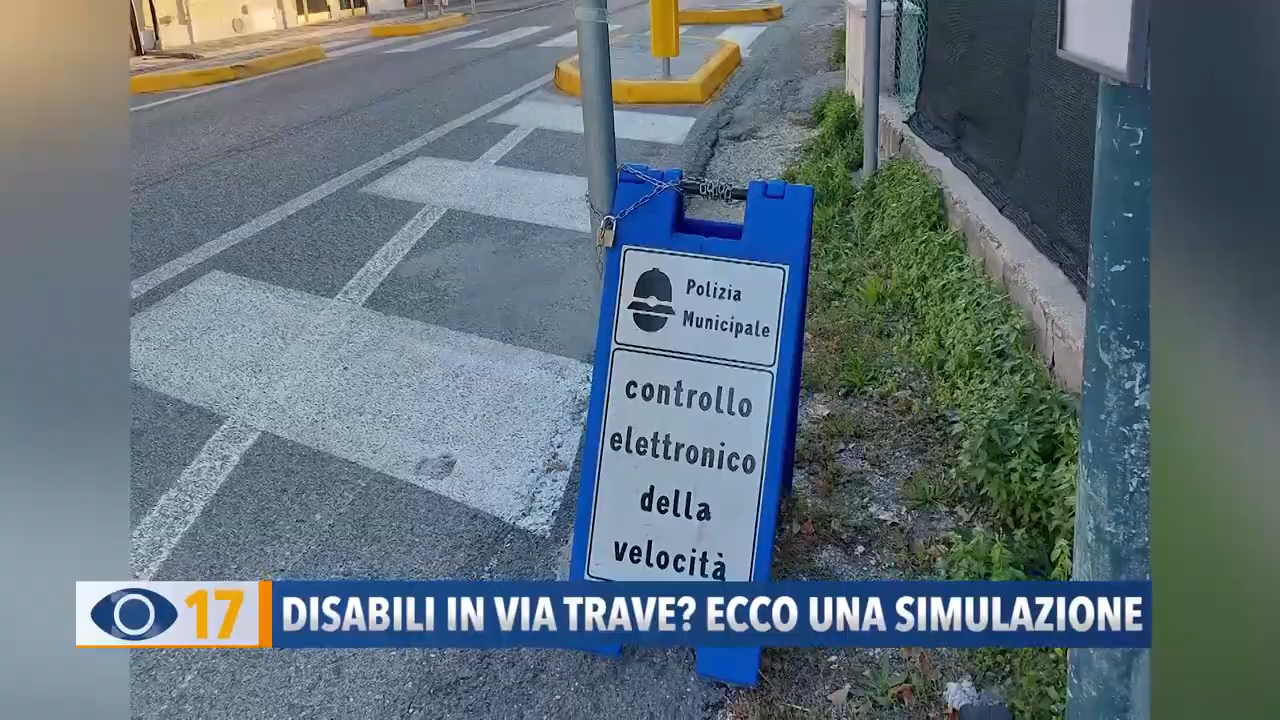 Polizia
Municipale
controllo
elettronico
della
velocità
17
DISABILI IN VIA TRAVE? ECCO UNA SIMULAZIONE